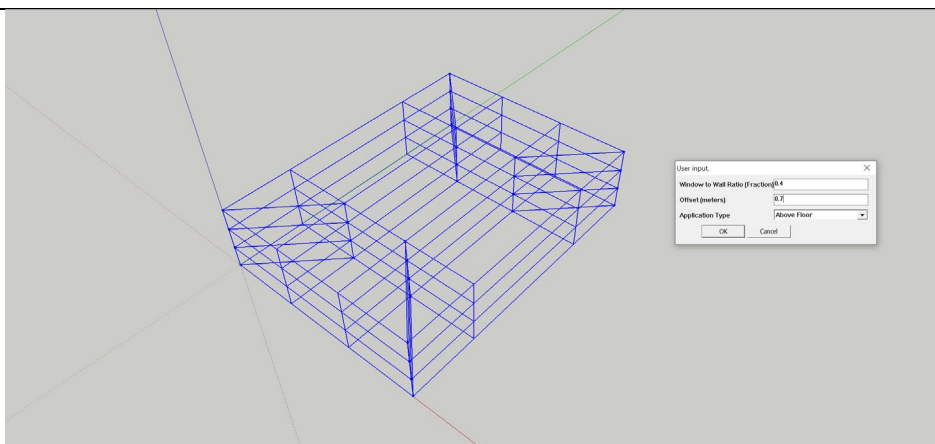 User input.
Window to Wall Ratio (Fraction) 0.4
Offset (meters) 0.7
Application Type Above Floor
OK Cancel